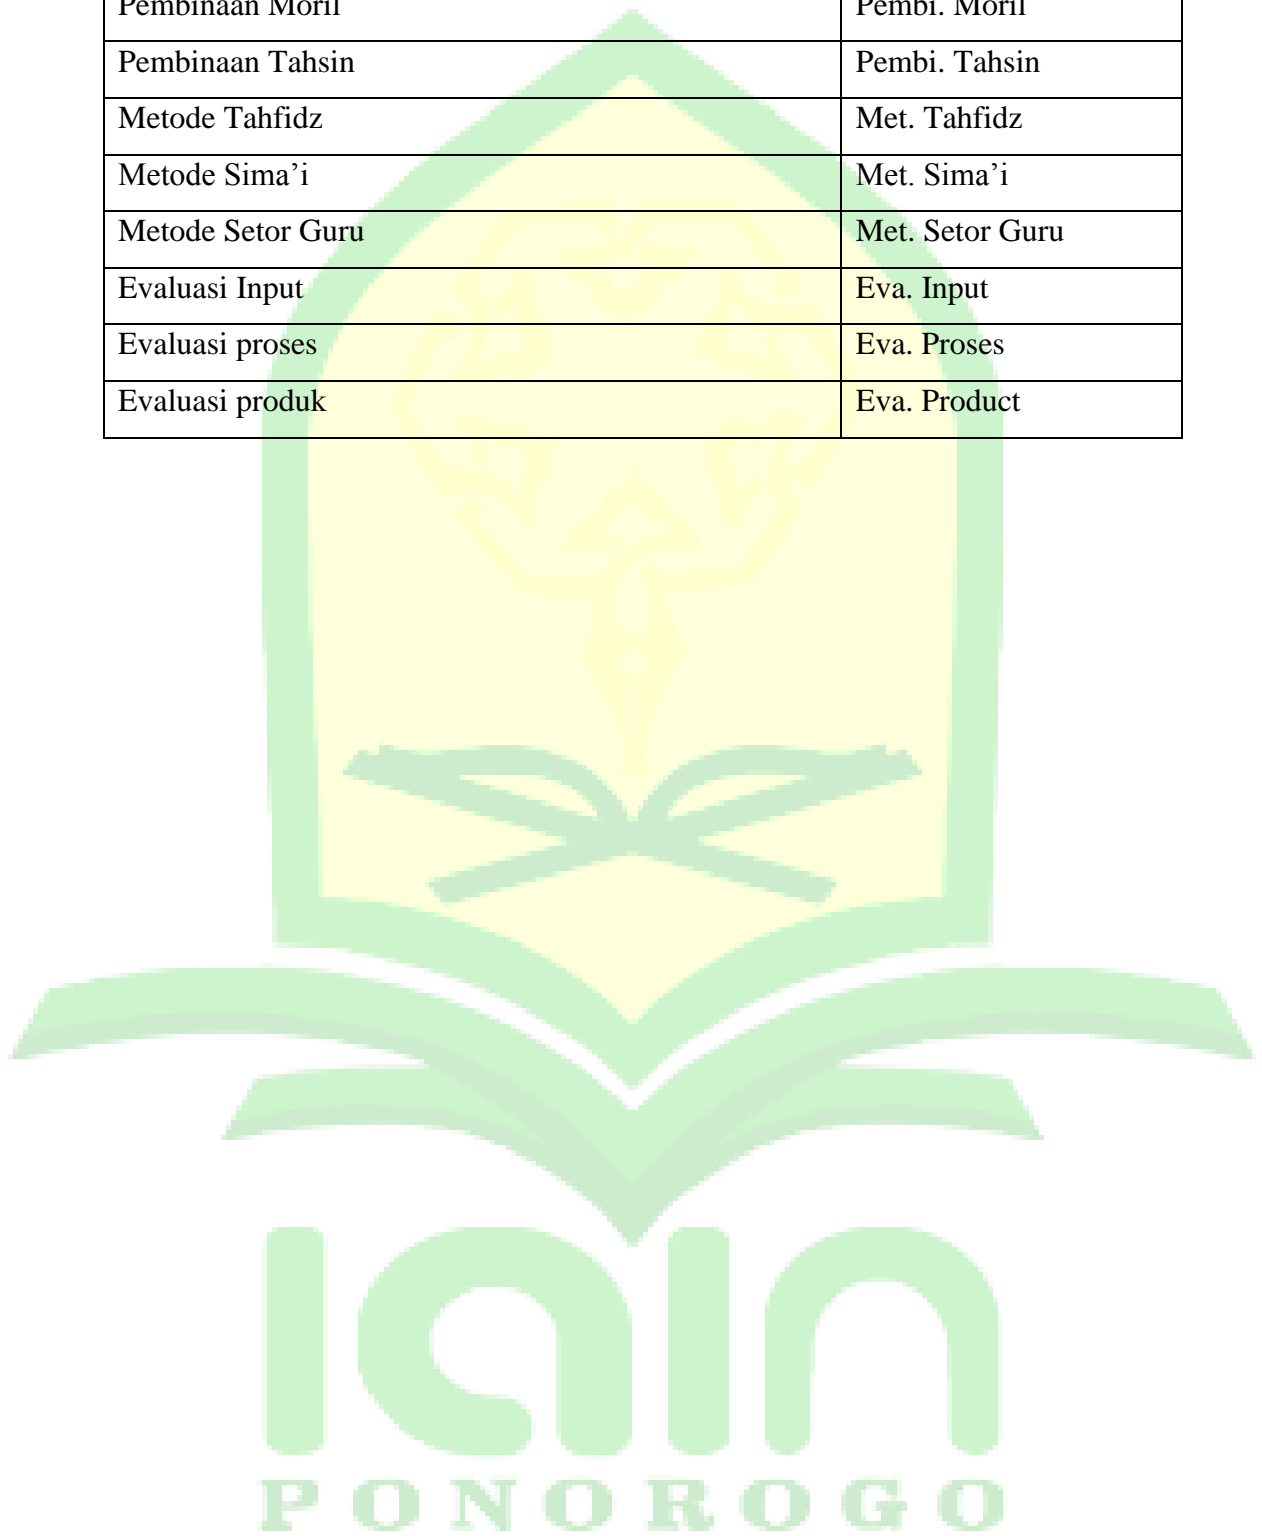 Pembinaan Moril Pembi. Moril
Pembinaan Tahsin Pembi. Tahsin
Metode Tahfidz Met. Tahfidz
Metode Sima’i Met. Sima’i
Metode Setor Guru Met. Setor Guru
Evaluasi Input Eva. Input
Evaluasi proses Eva. Proses
Evaluasi produk Eva. Product
IAIN
PONOROGO